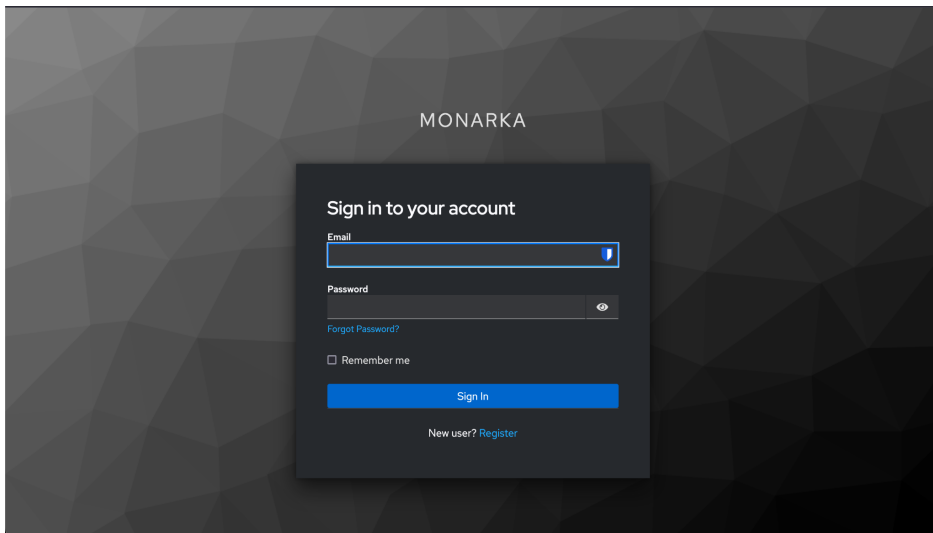 MONARKA
Sign in to your account
Email
Password
Forgot Password?
Remember me
Sign In
New user? Register